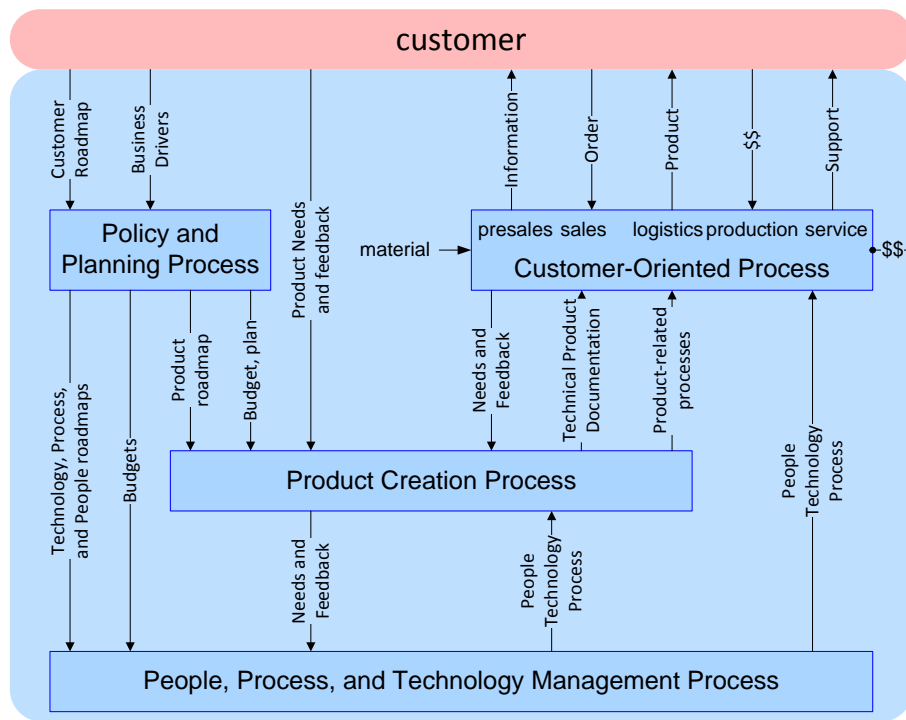 customer
Customer
Roadmap
Business
Drivers
Product Needs
and feedback
Information
Order
Product
$$
Support
Policy and
Planning Process
material
presales sales logistics production service
Customer-Oriented Process
$$
Technology, Process,
and People roadmaps
Budgets
Product
roadmap
Budget, plan
Needs and
Feedback
Technical Product
Documentation
Product-related
processes
People
Technology
Process
Product Creation Process
Needs and
Feedback
People
Technology
Process
People, Process, and Technology Management Process